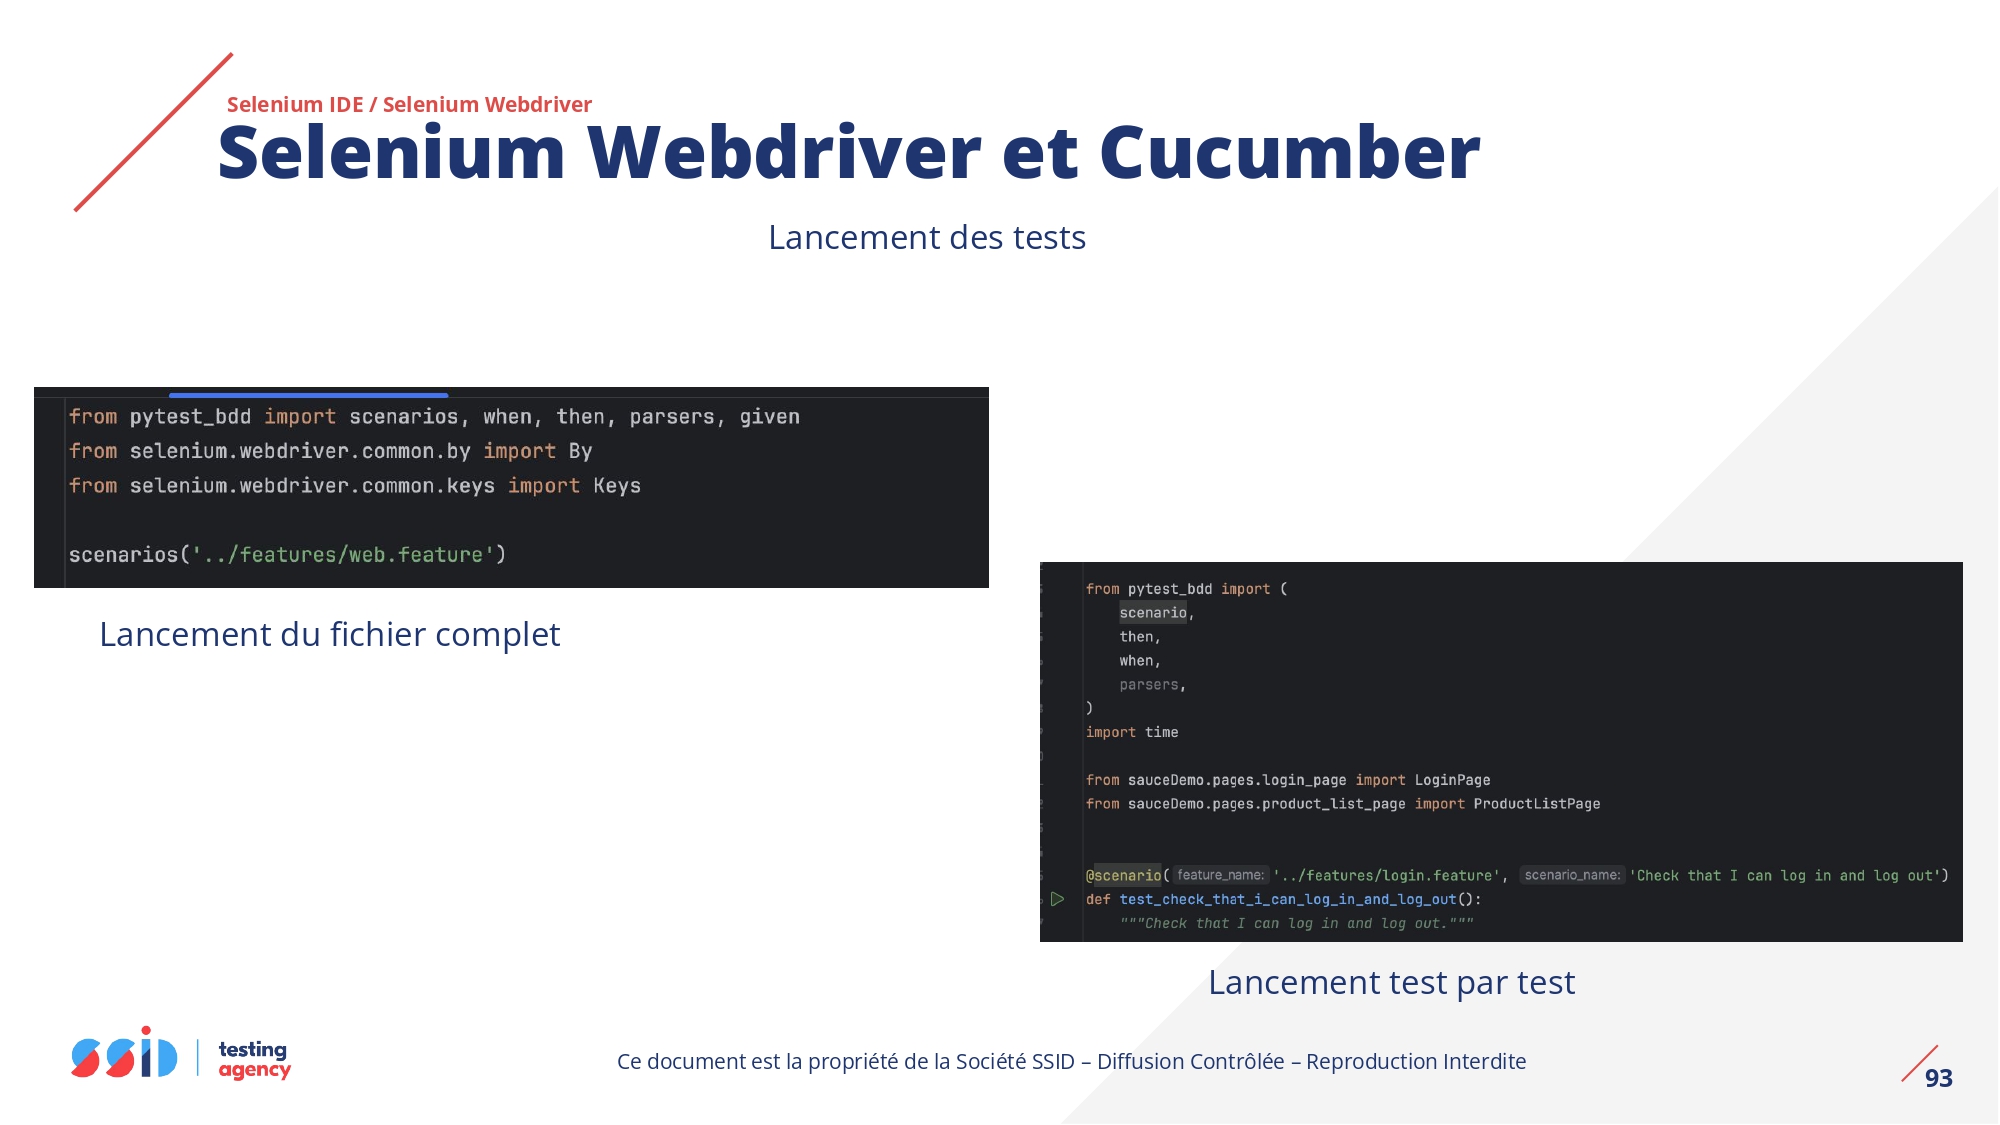 Selenium IDE / Selenium Webdriver
Selenium Webdriver et Cucumber
Lancement des tests
from pytest_bdd import scenarios, when, then, parsers, given
from selenium.webdriver.common.by import By
from selenium.webdriver.common.keys import Keys
scenarios('../features/web.feature')
Lancement du fichier complet
from pytest_bdd import (
scenario,
then,
when,
parsers,
)
import time
from sauceDemo.pages.login_page import LoginPage
from sauceDemo.pages.product_list_page import ProductListPage
@scenario( feature_name: '../features/login.feature', scenario_name: 'Check that I can log in and log out')
def test_check_that_i_can_log_in_and_log_out():
"""Check that I can log in and log out."""
Lancement test par test
ssid
testing
agency
Ce document est la propriété de la Société SSID – Diffusion Contrôlée – Reproduction Interdite
93